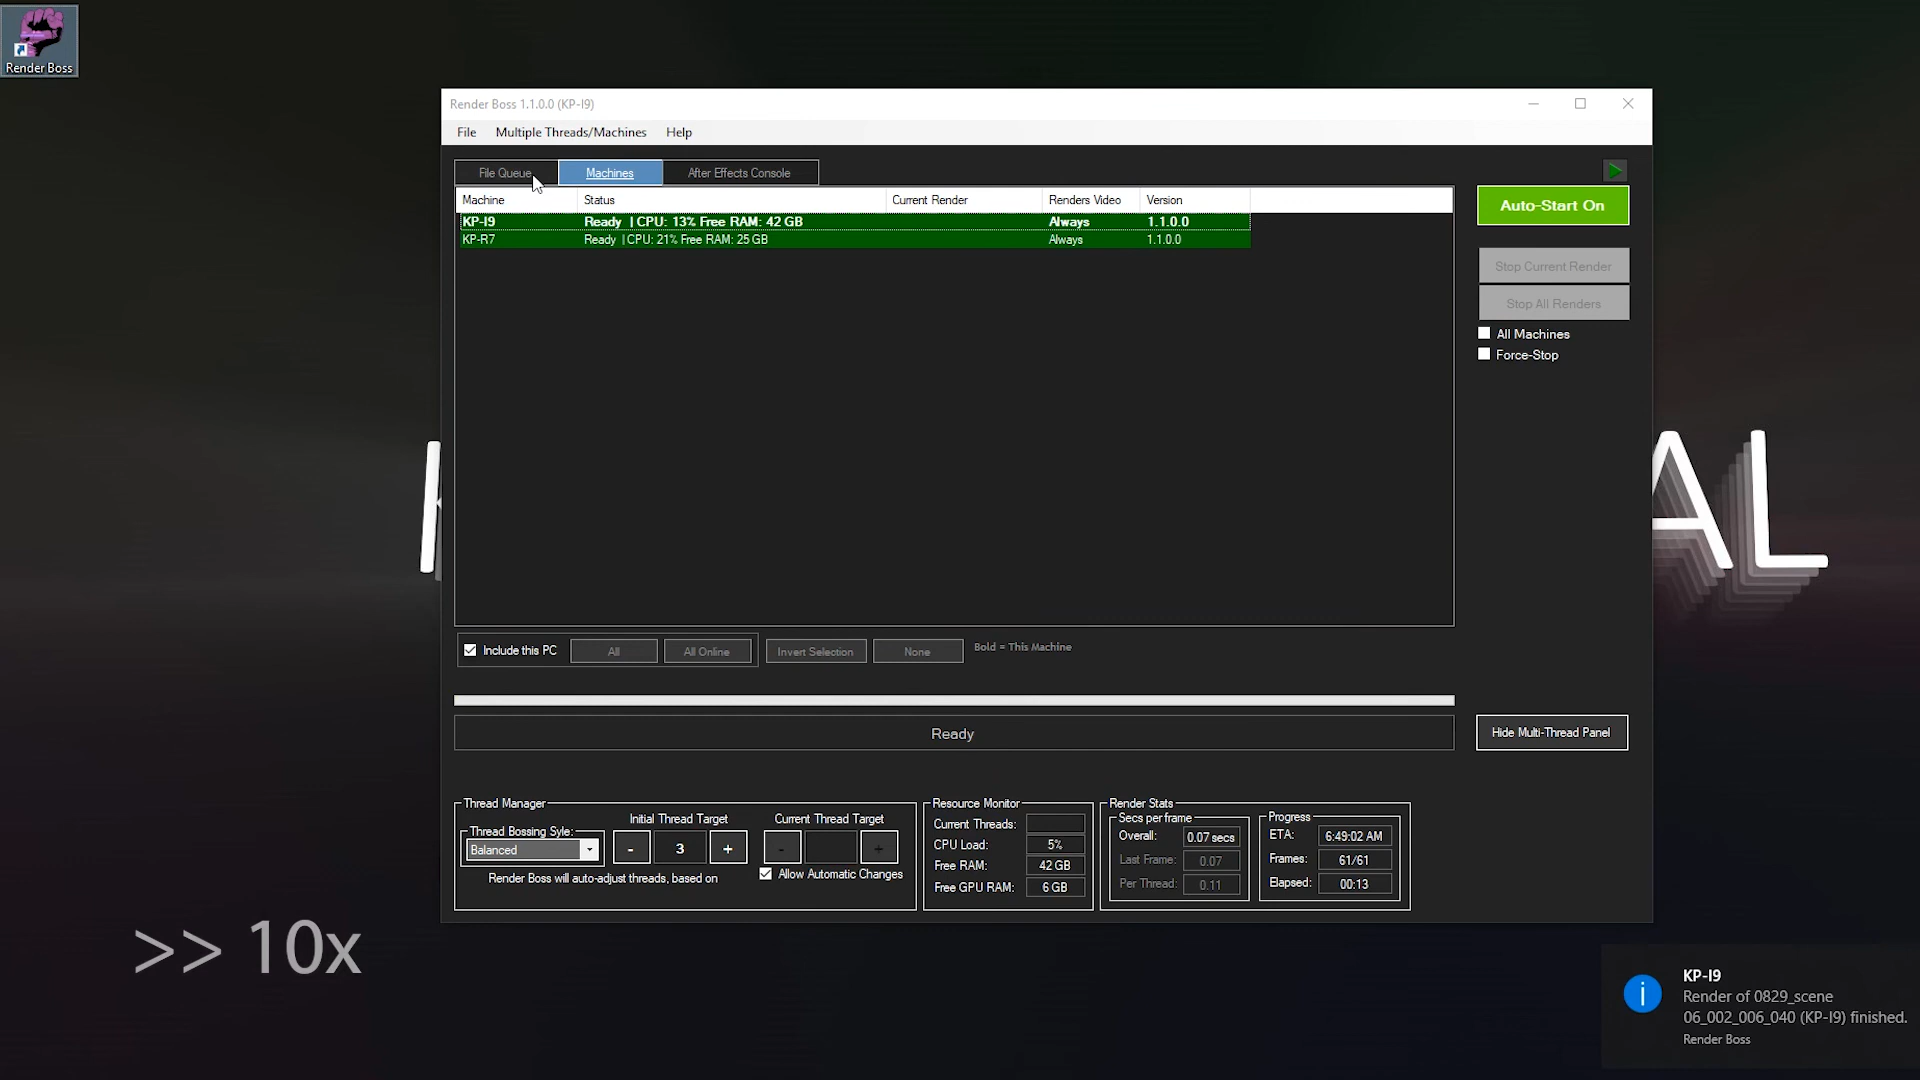 Render Boss
Render Boss 1.1.0.0 (KP-I9)
File Multiple Threads/Machines Help
File Queue Machines After Effects Console
Machine Status Current Render Renders Video Version
KP-I9 Ready | CPU: 13% Free RAM: 42 GB Always 1.1.0.0
KP-R7 Ready | CPU: 21% Free RAM: 25 GB Always 1.1.0.0
Auto-Start On
Stop Current Render
Stop All Renders
All Machines
Force-Stop
AL
Include this PC All All Online Invert Selection None Bold = This Machine
Ready
Hide Multi-Thread Panel
Thread Manager
Thread Bossing Syle:
Balanced
Initial Thread Target
- 3 +
Current Thread Target
- +
Render Boss will auto-adjust threads, based on
Allow Automatic Changes
Resource Monitor
Current Threads:
CPU Load: 5%
Free RAM: 42 GB
Free GPU RAM: 6 GB
Render Stats
Secs per frame
Overall: 0.07 secs
Last Frame: 0.07
Per Thread: 0.11
Progress
ETA: 6:49:02 AM
Frames: 61/61
Elapsed: 00:13
>> 10x
KP-I9
Render of 0829_scene
06_002_006_040 (KP-I9) finished.
Render Boss